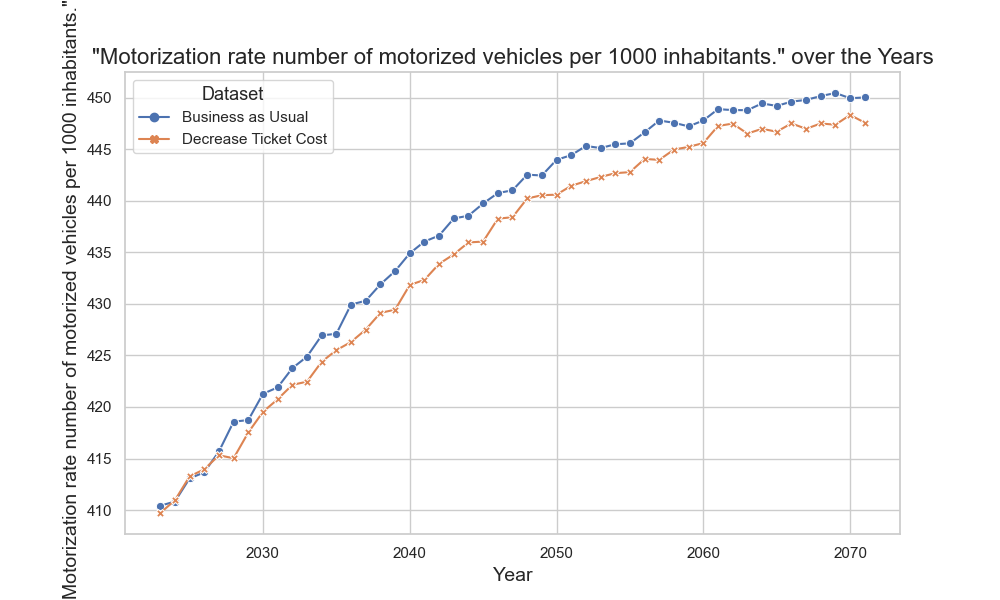 "Motorization rate number of motorized vehicles per 1000 inhabitants." over the Years
Motorization rate number of motorized vehicles per 1000 inhabitants."
Dataset
Business as Usual
Decrease Ticket Cost
450
445
440
435
430
425
420
415
410
2030
2040
2050
2060
2070
Year